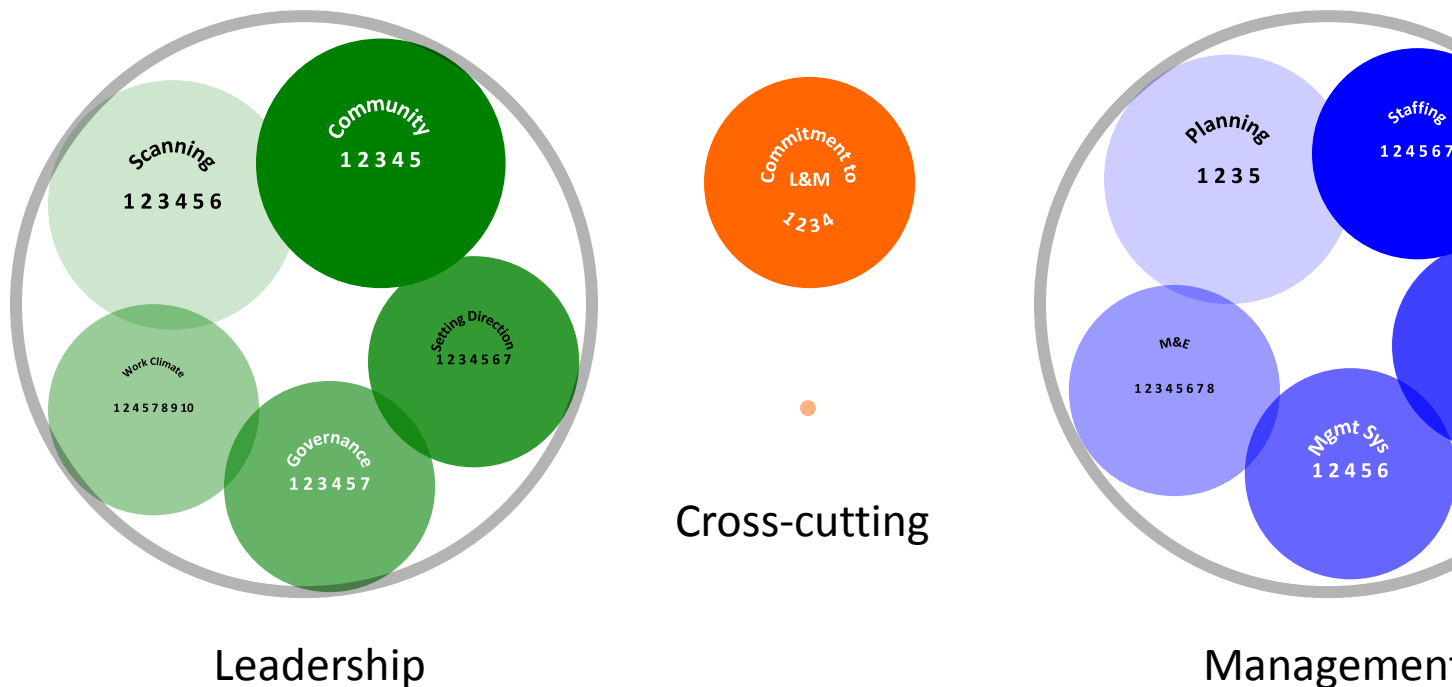 Scanning
1 2 3 4 5 6
Community
1 2 3 4 5
Setting Direction
1 2 3 4 5 6 7
Work Climate
1 2 4 5 7 8 9 10
Governance
1 2 3 4 5 7
Leadership
Commitment to
L&M
1 2 3 4
Cross-cutting
Planning
1 2 3 5
Staffing
1 2 4 5 6 7
M&E
1 2 3 4 5 6 7 8
Mgmt Sys
1 2 4 5 6
Management